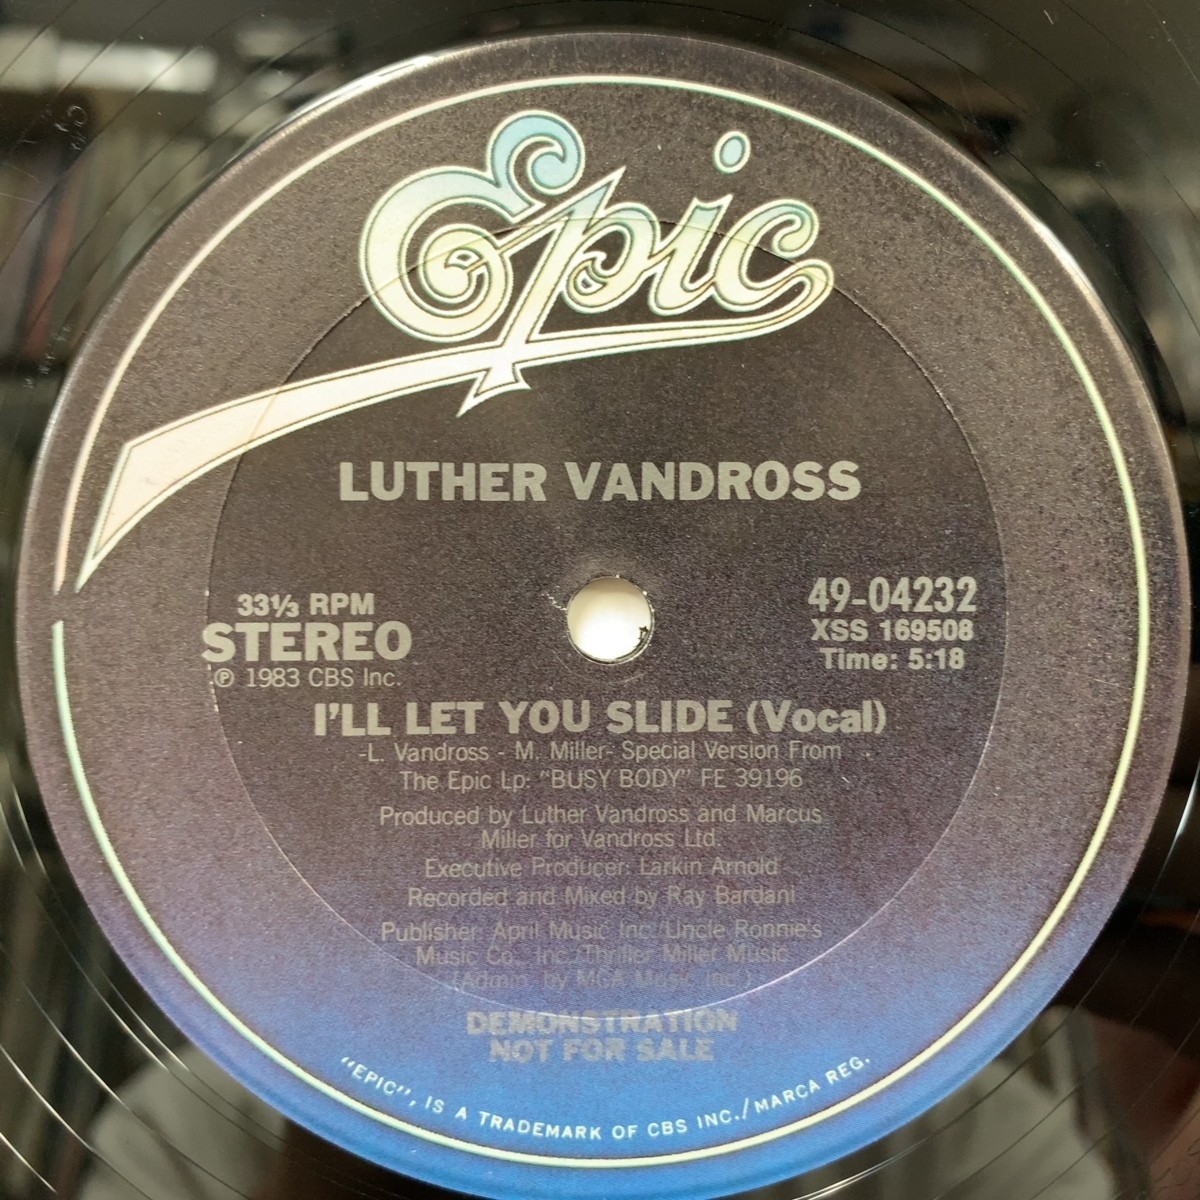 Epic
LUTHER VANDROSS
33⅓ RPM
STEREO
℗ 1983 CBS Inc.
49-04232
XSS 169508
Time: 5:18
I'LL LET YOU SLIDE (Vocal)
-L. Vandross - M. Miller- Special Version From
The Epic Lp: "BUSY BODY" FE 39196
Produced by Luther Vandross and Marcus
Miller for Vandross Ltd.
Executive Producer: Larkin Arnold
Recorded and Mixed by Ray Bardani
Publisher: April Music Inc./Uncle Ronnie's
Music Co., Inc./Thriller Miller Music
(Admin. by MCA Music Inc.)
DEMONSTRATION
NOT FOR SALE
"EPIC", IS A TRADEMARK OF CBS INC./MARCA REG.